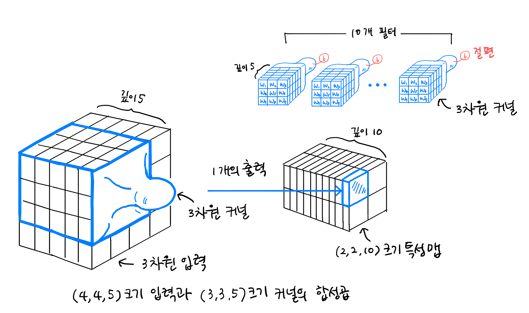 10개 필터
깊이 5
b b b 절편
W₁ W₂ W₃
3차원 커널
깊이 5
깊이 10
1개의 출력
3차원 커널
(2,2,10) 크기 특성맵
3차원 입력
(4,4,5) 크기 입력과 (3,3,5) 크기 커널의 합성곱